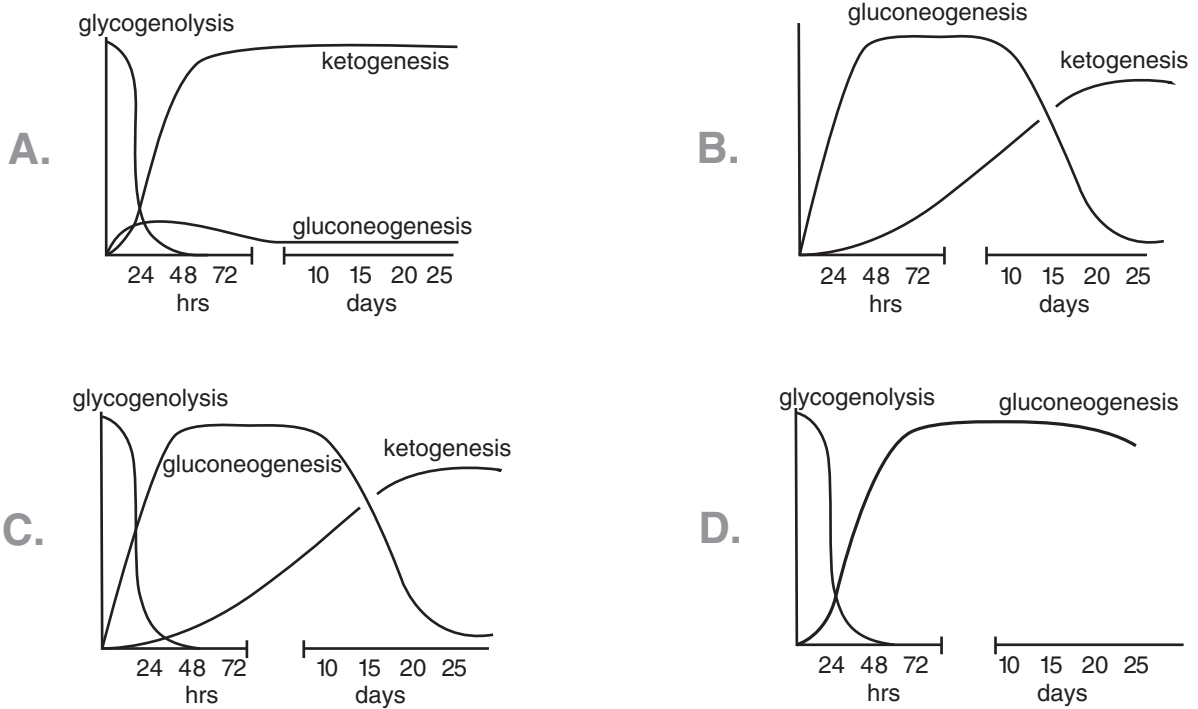 glycogenolysis
ketogenesis
A.
gluconeogenesis
24 48 72 10 15 20 25
hrs days
gluconeogenesis
ketogenesis
B.
24 48 72 10 15 20 25
hrs days
glycogenolysis
ketogenesis
gluconeogenesis
C.
24 48 72 10 15 20 25
hrs days
glycogenolysis gluconeogenesis
D.
24 48 72 10 15 20 25
hrs days